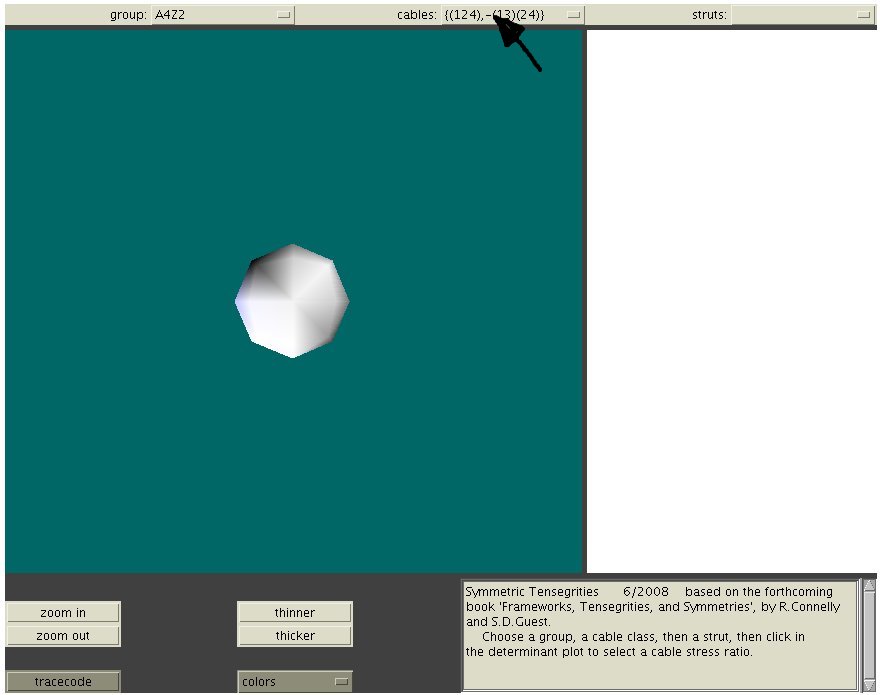 group: A4Z2 cables: {(124),-(13)(24)} struts:
zoom in
zoom out
thinner
thicker
tracecode
colors
Symmetric Tensegrities 6/2008 based on the forthcoming
book 'Frameworks, Tensegrities, and Symmetries', by R.Connelly
and S.D.Guest.
Choose a group, a cable class, then a strut, then click in
the determinant plot to select a cable stress ratio.